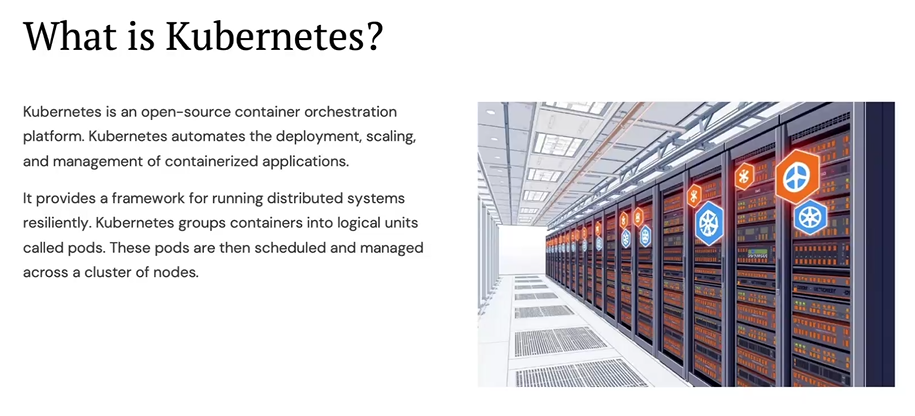 What is Kubernetes?
Kubernetes is an open-source container orchestration
platform. Kubernetes automates the deployment, scaling,
and management of containerized applications.
It provides a framework for running distributed systems
resiliently. Kubernetes groups containers into logical units
called pods. These pods are then scheduled and managed
across a cluster of nodes.